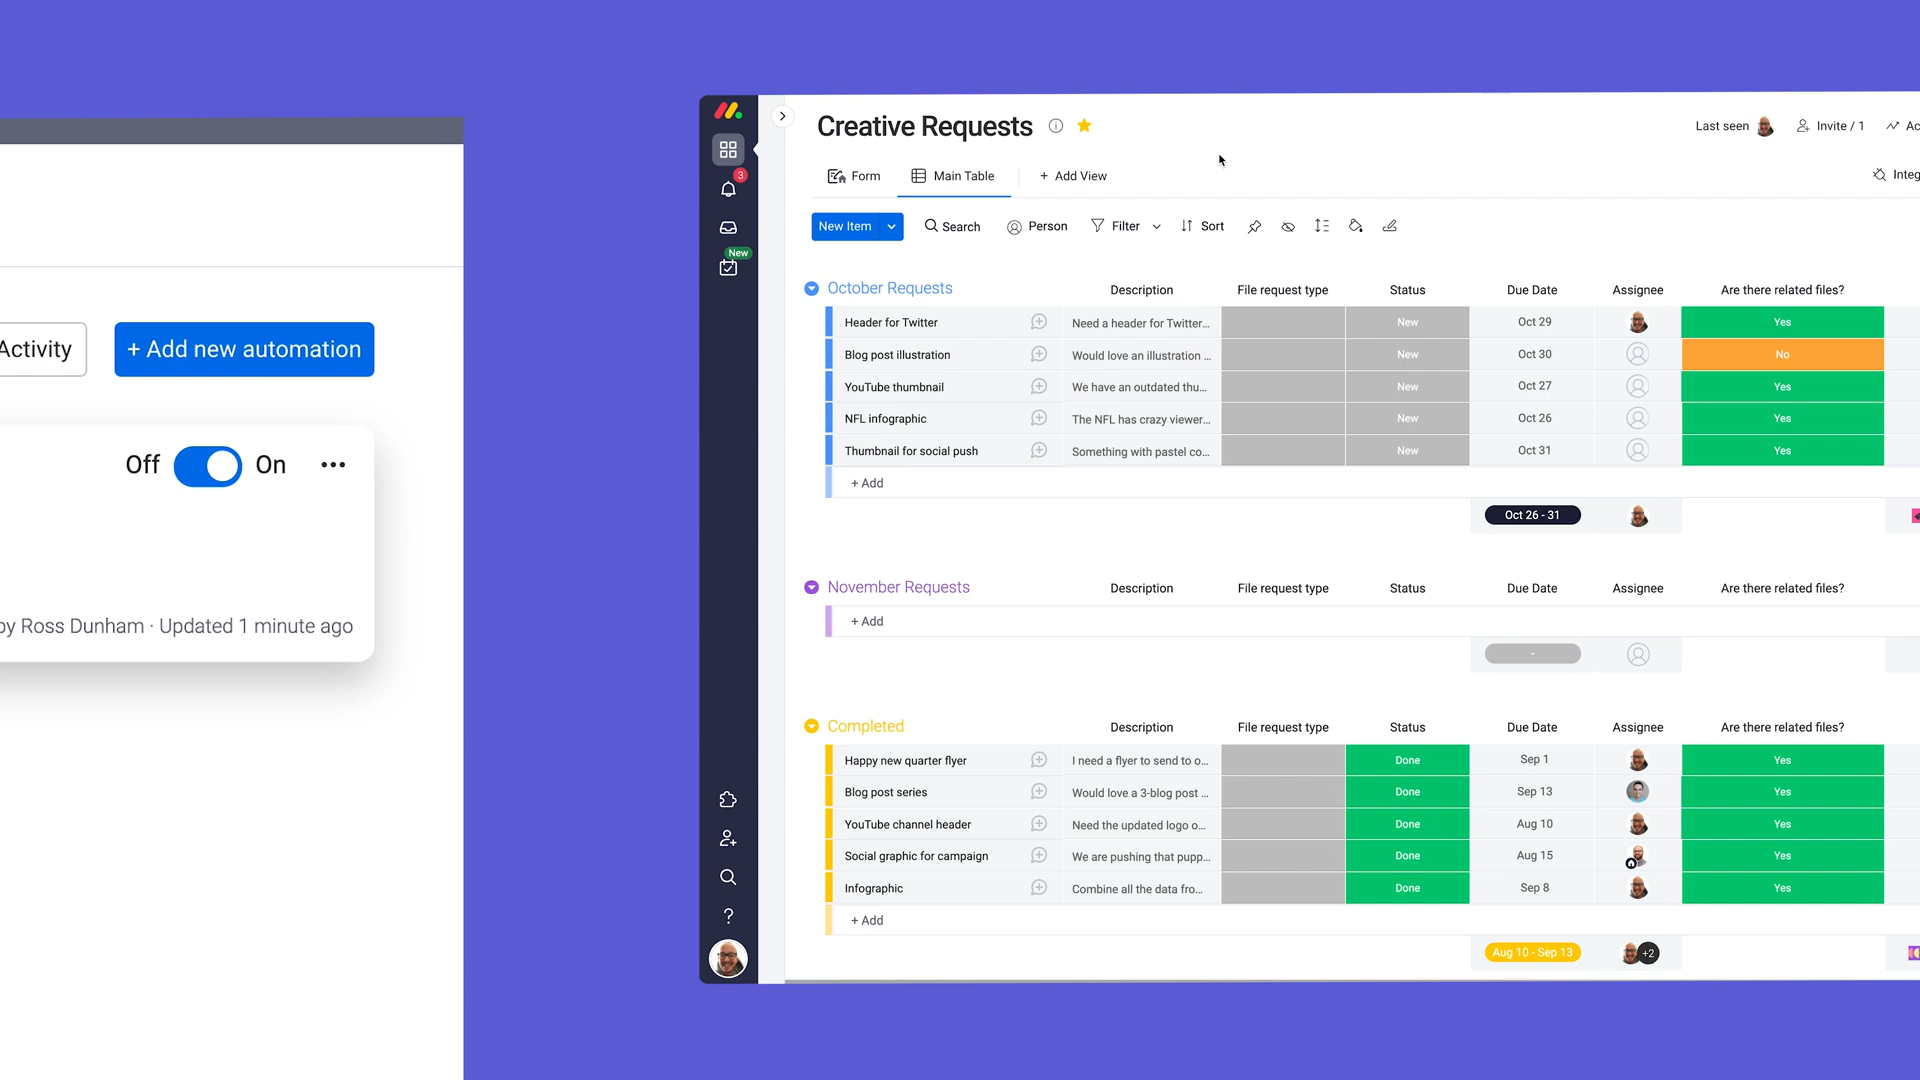 Activity
+ Add new automation
Off On
by Ross Dunham · Updated 1 minute ago
3
New
Creative Requests
Last seen
Invite / 1
Form
Main Table
+ Add View
New Item
Search
Person
Filter
Sort
October Requests Description File request type Status Due Date Assignee Are there related files?
Header for Twitter Need a header for Twitter... New Oct 29 Yes
Blog post illustration Would love an illustration ... New Oct 30 No
YouTube thumbnail We have an outdated thu... New Oct 27 Yes
NFL infographic The NFL has crazy viewer... New Oct 26 Yes
Thumbnail for social push Something with pastel co... New Oct 31 Yes
+ Add
Oct 26 - 31
November Requests Description File request type Status Due Date Assignee Are there related files?
+ Add
-
Completed Description File request type Status Due Date Assignee Are there related files?
Happy new quarter flyer I need a flyer to send to o... Done Sep 1 Yes
Blog post series Would love a 3-blog post ... Done Sep 13 Yes
YouTube channel header Need the updated logo o... Done Aug 10 Yes
Social graphic for campaign We are pushing that pupp... Done Aug 15 Yes
Infographic Combine all the data fro... Done Sep 8 Yes
+ Add
Aug 10 - Sep 13 +2